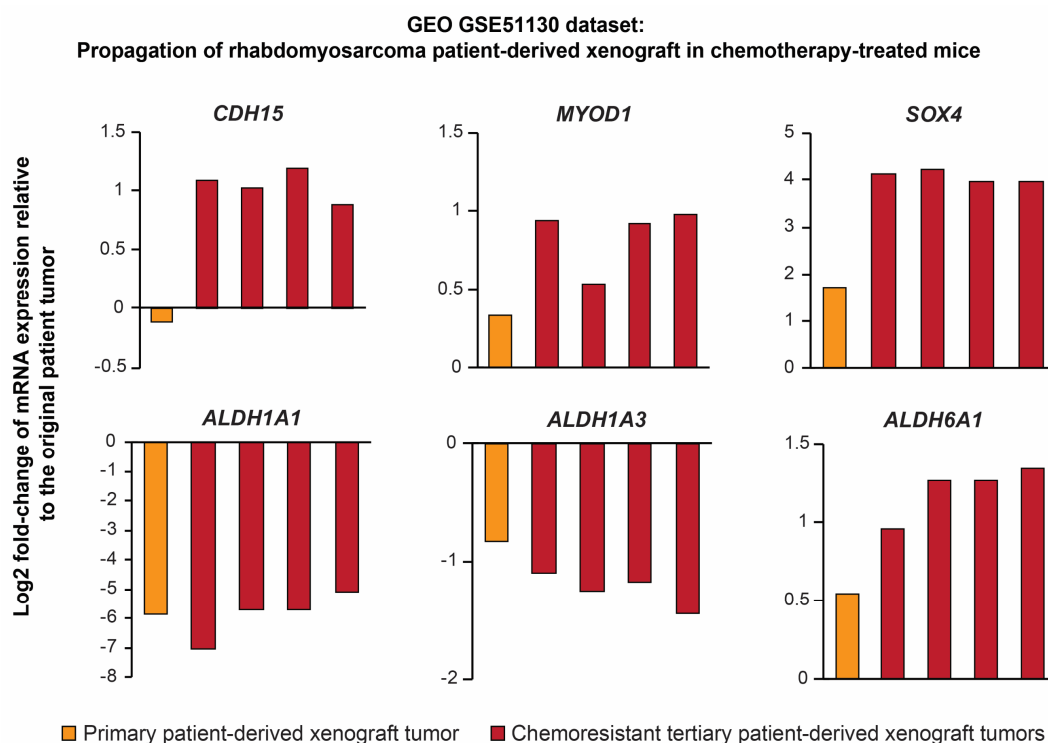 GEO GSE51130 dataset:
Propagation of rhabdomyosarcoma patient-derived xenograft in chemotherapy-treated mice
Log2 fold-change of mRNA expression relative
to the original patient tumor
CDH15
1.5
1
0.5
0
-0.5
MYOD1
1.5
1
0.5
0
SOX4
5
4
3
2
1
0
ALDH1A1
0
-1
-2
-3
-4
-5
-6
-7
-8
ALDH1A3
0
-1
-2
ALDH6A1
1.5
1
0.5
0
Primary patient-derived xenograft tumor
Chemoresistant tertiary patient-derived xenograft tumors